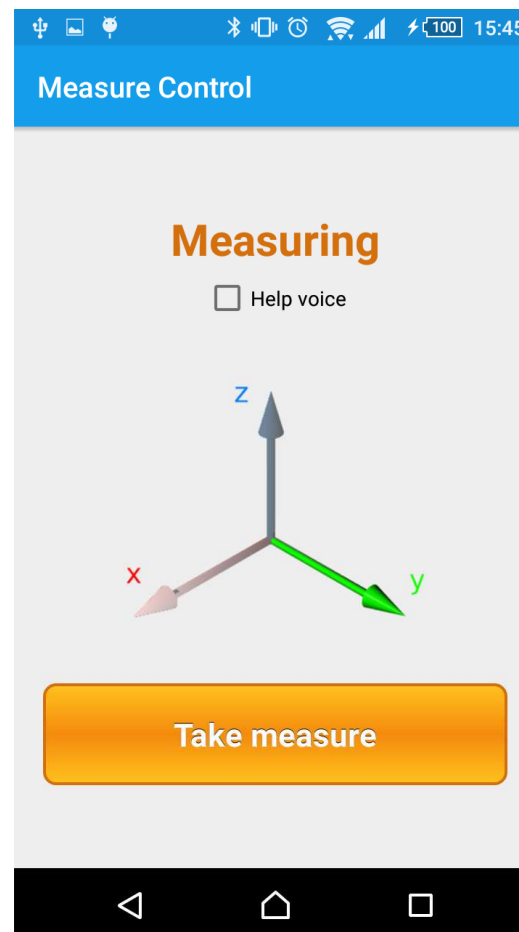 100 15:45
Measure Control
Measuring
Help voice
z
x
y
Take measure